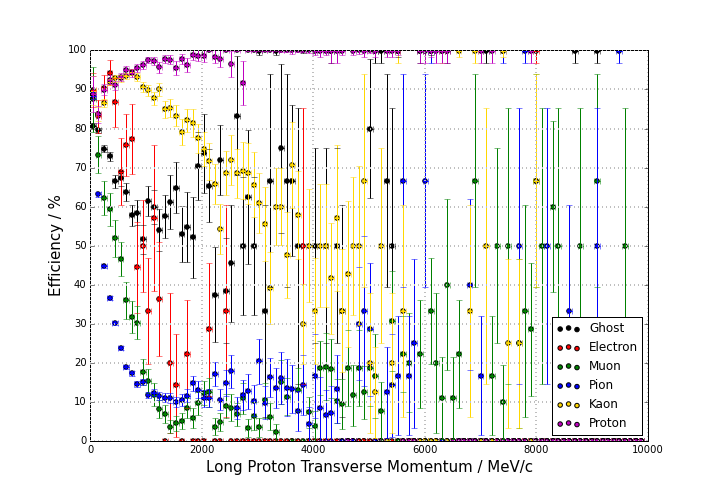 100
90
80
70
60
50
40
30
20
10
0
Efficiency / %
0 2000 4000 6000 8000 10000
Long Proton Transverse Momentum / MeV/c
Ghost
Electron
Muon
Pion
Kaon
Proton